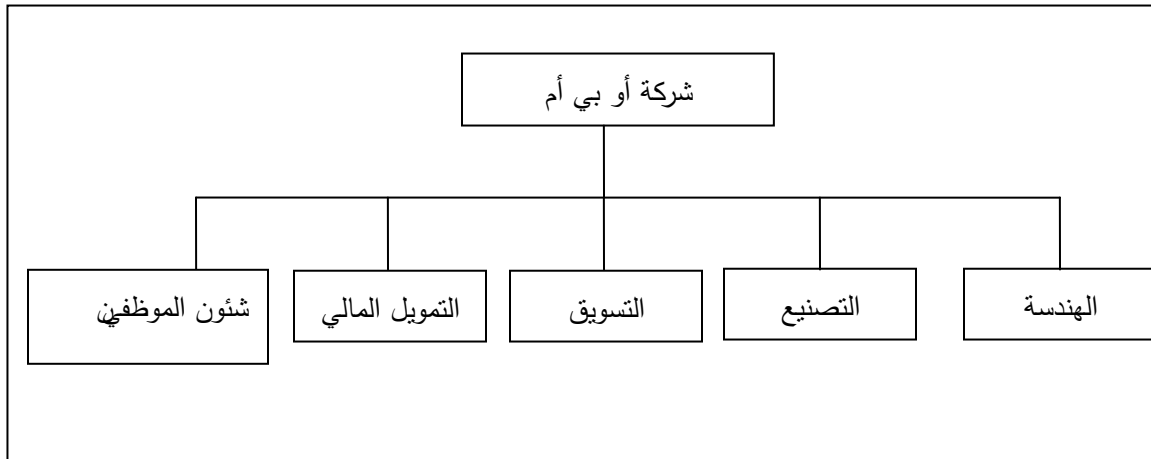 شركة أو بي أم
الهندسة
التصنيع
التسويق
التمويل المالي
شئون الموظفين